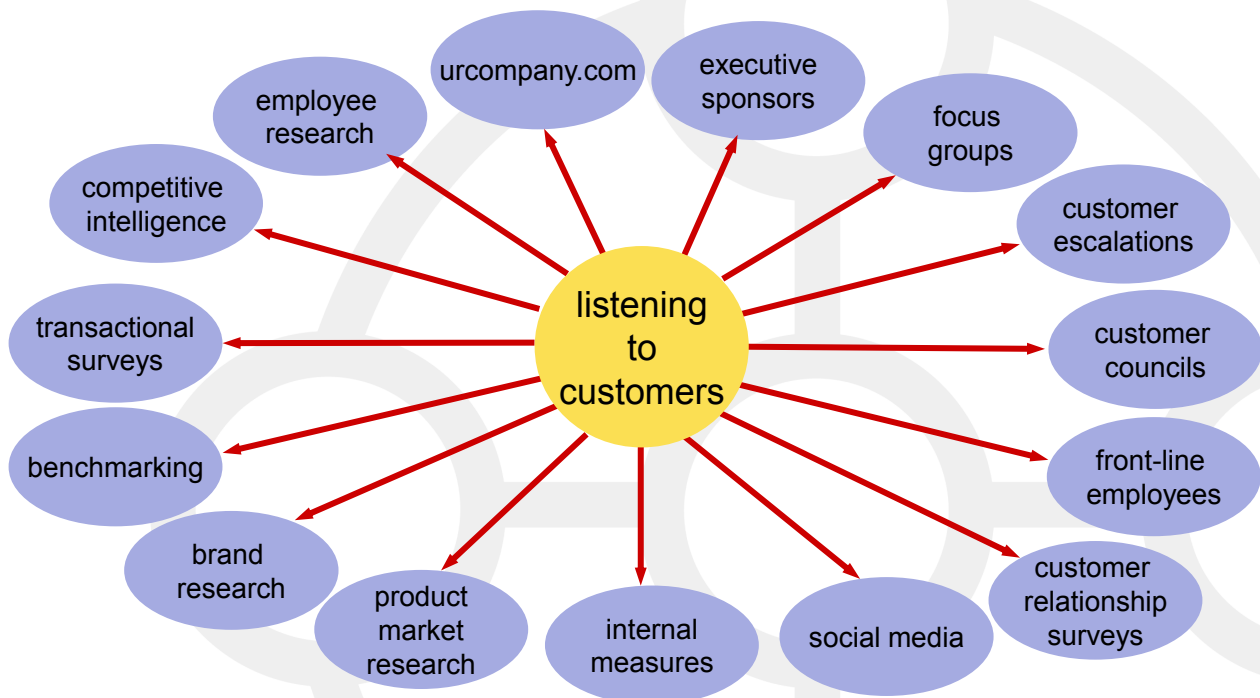 urcompany.com
executive
sponsors
employee
research
focus
groups
competitive
intelligence
customer
escalations
listening
to
customers
transactional
surveys
customer
councils
benchmarking
front-line
employees
brand
research
product
market
research
internal
measures
social media
customer
relationship
surveys